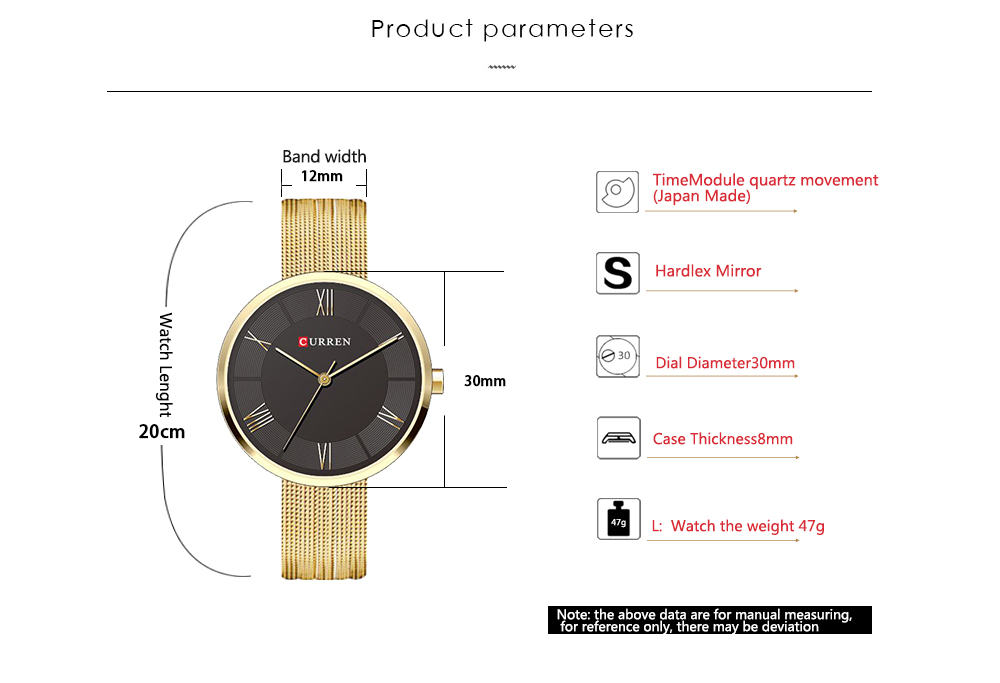 Product parameters
Band width
12mm
Watch Lenght
20cm
XII
CURREN
30mm
TimeModule quartz movement
(Japan Made)
S
Hardlex Mirror
30
Dial Diameter30mm
Case Thickness8mm
47g
L: Watch the weight 47g
Note: the above data are for manual measuring,
for reference only, there may be deviation